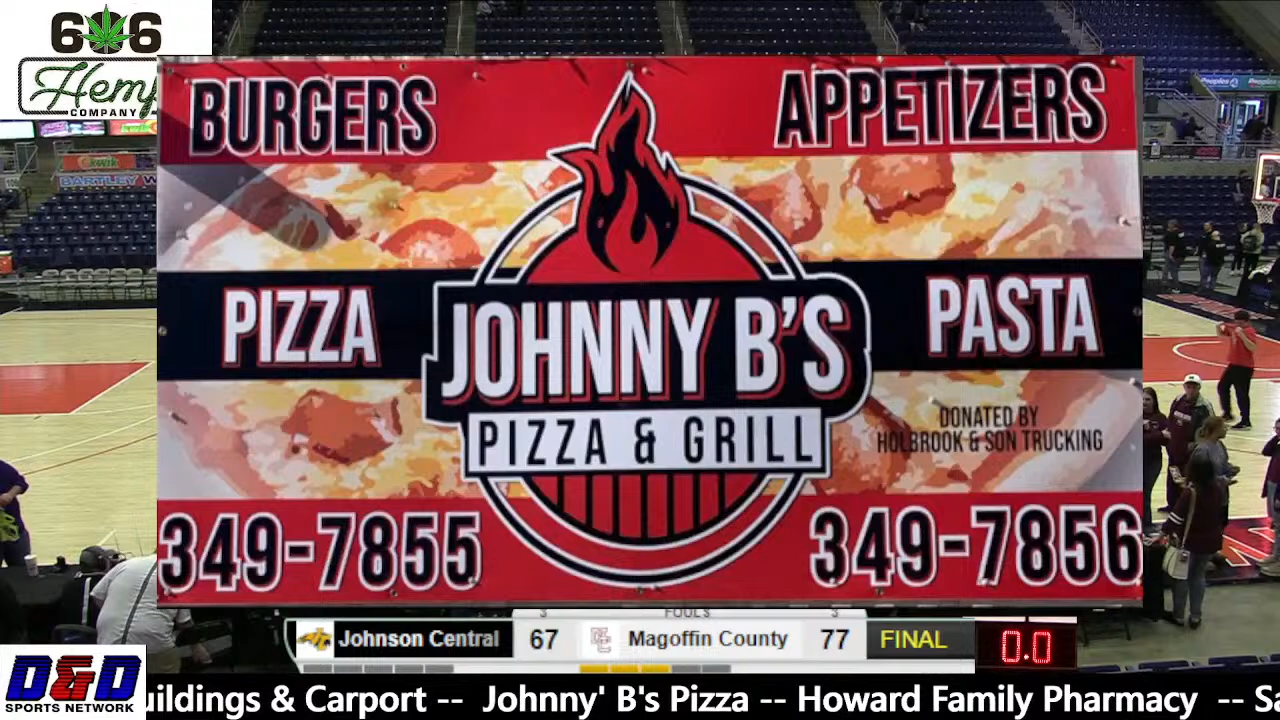 606
Hemp
COMPANY
BURGERS
APPETIZERS
PIZZA
JOHNNY B'S
PASTA
PIZZA & GRILL
DONATED BY
HOLBROOK & SON TRUCKING
349-7855
349-7856
FOULS
Johnson Central 67 Magoffin County 77 FINAL 0.0
D&D
SPORTS NETWORK
uildings & Carport -- Johnny' B's Pizza -- Howard Family Pharmacy -- Sa